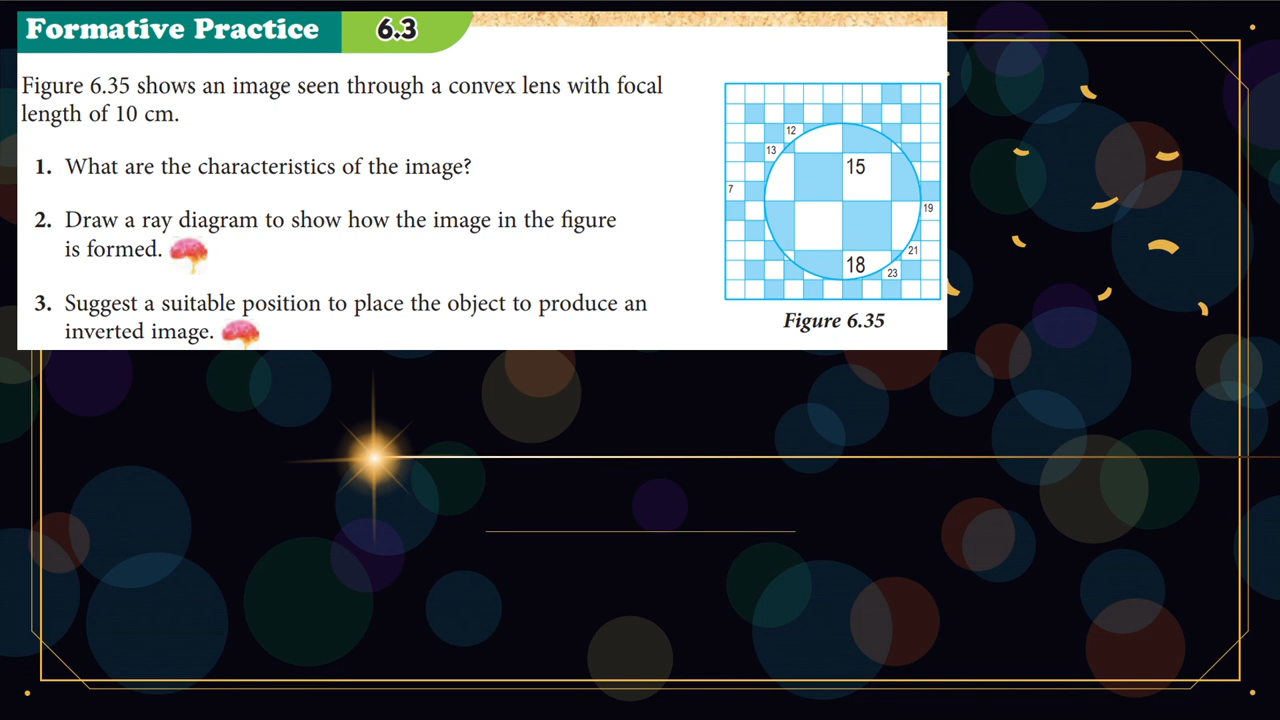 Formative Practice 6.3
Figure 6.35 shows an image seen through a convex lens with focal
length of 10 cm.
1. What are the characteristics of the image?
2. Draw a ray diagram to show how the image in the figure
is formed.
3. Suggest a suitable position to place the object to produce an
inverted image.
12
13
15
7
19
21
18
23
Figure 6.35